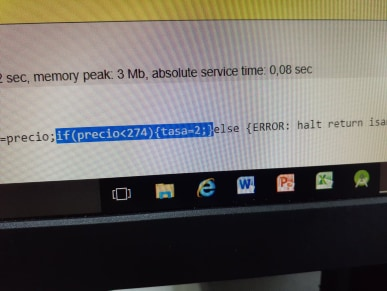 2 sec, memory peak: 3 Mb, absolute service time: 0,08 sec
=precio;if(precio<274){tasa=2;}else {ERROR: halt return isa